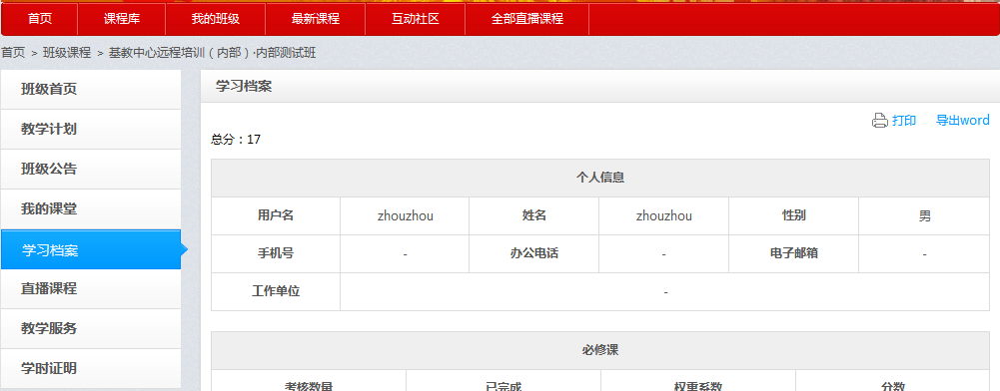 首页 课程库 我的班级 最新课程 互动社区 全部直播课程
首页 > 班级课程 > 基教中心远程培训（内部）·内部测试班
班级首页
教学计划
班级公告
我的课堂
学习档案
直播课程
教学服务
学时证明
学习档案
打印 导出word
总分：17
个人信息
用户名 zhouzhou 姓名 zhouzhou 性别 男
手机号 - 办公电话 - 电子邮箱 -
工作单位 -
必修课
考核数量 已完成 权重系数 分数